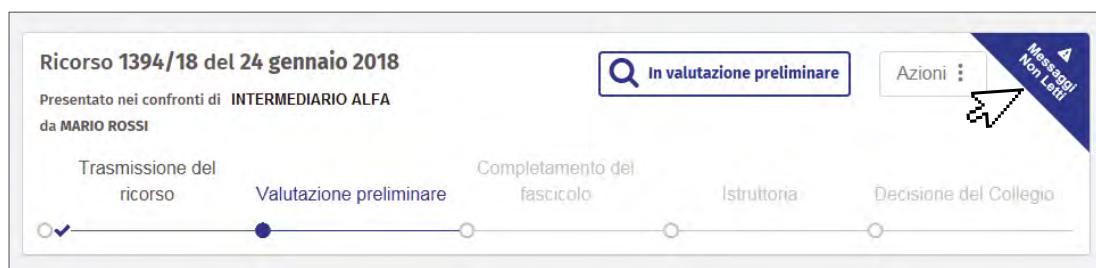 Ricorso 1394/18 del 24 gennaio 2018
In valutazione preliminare
Azioni
Messaggi
Non Letti
Presentato nei confronti di INTERMEDIARIO ALFA
da MARIO ROSSI
Trasmissione del
ricorso
Valutazione preliminare
Completamento del
fascicolo
Istruttoria
Decisione del Collegio